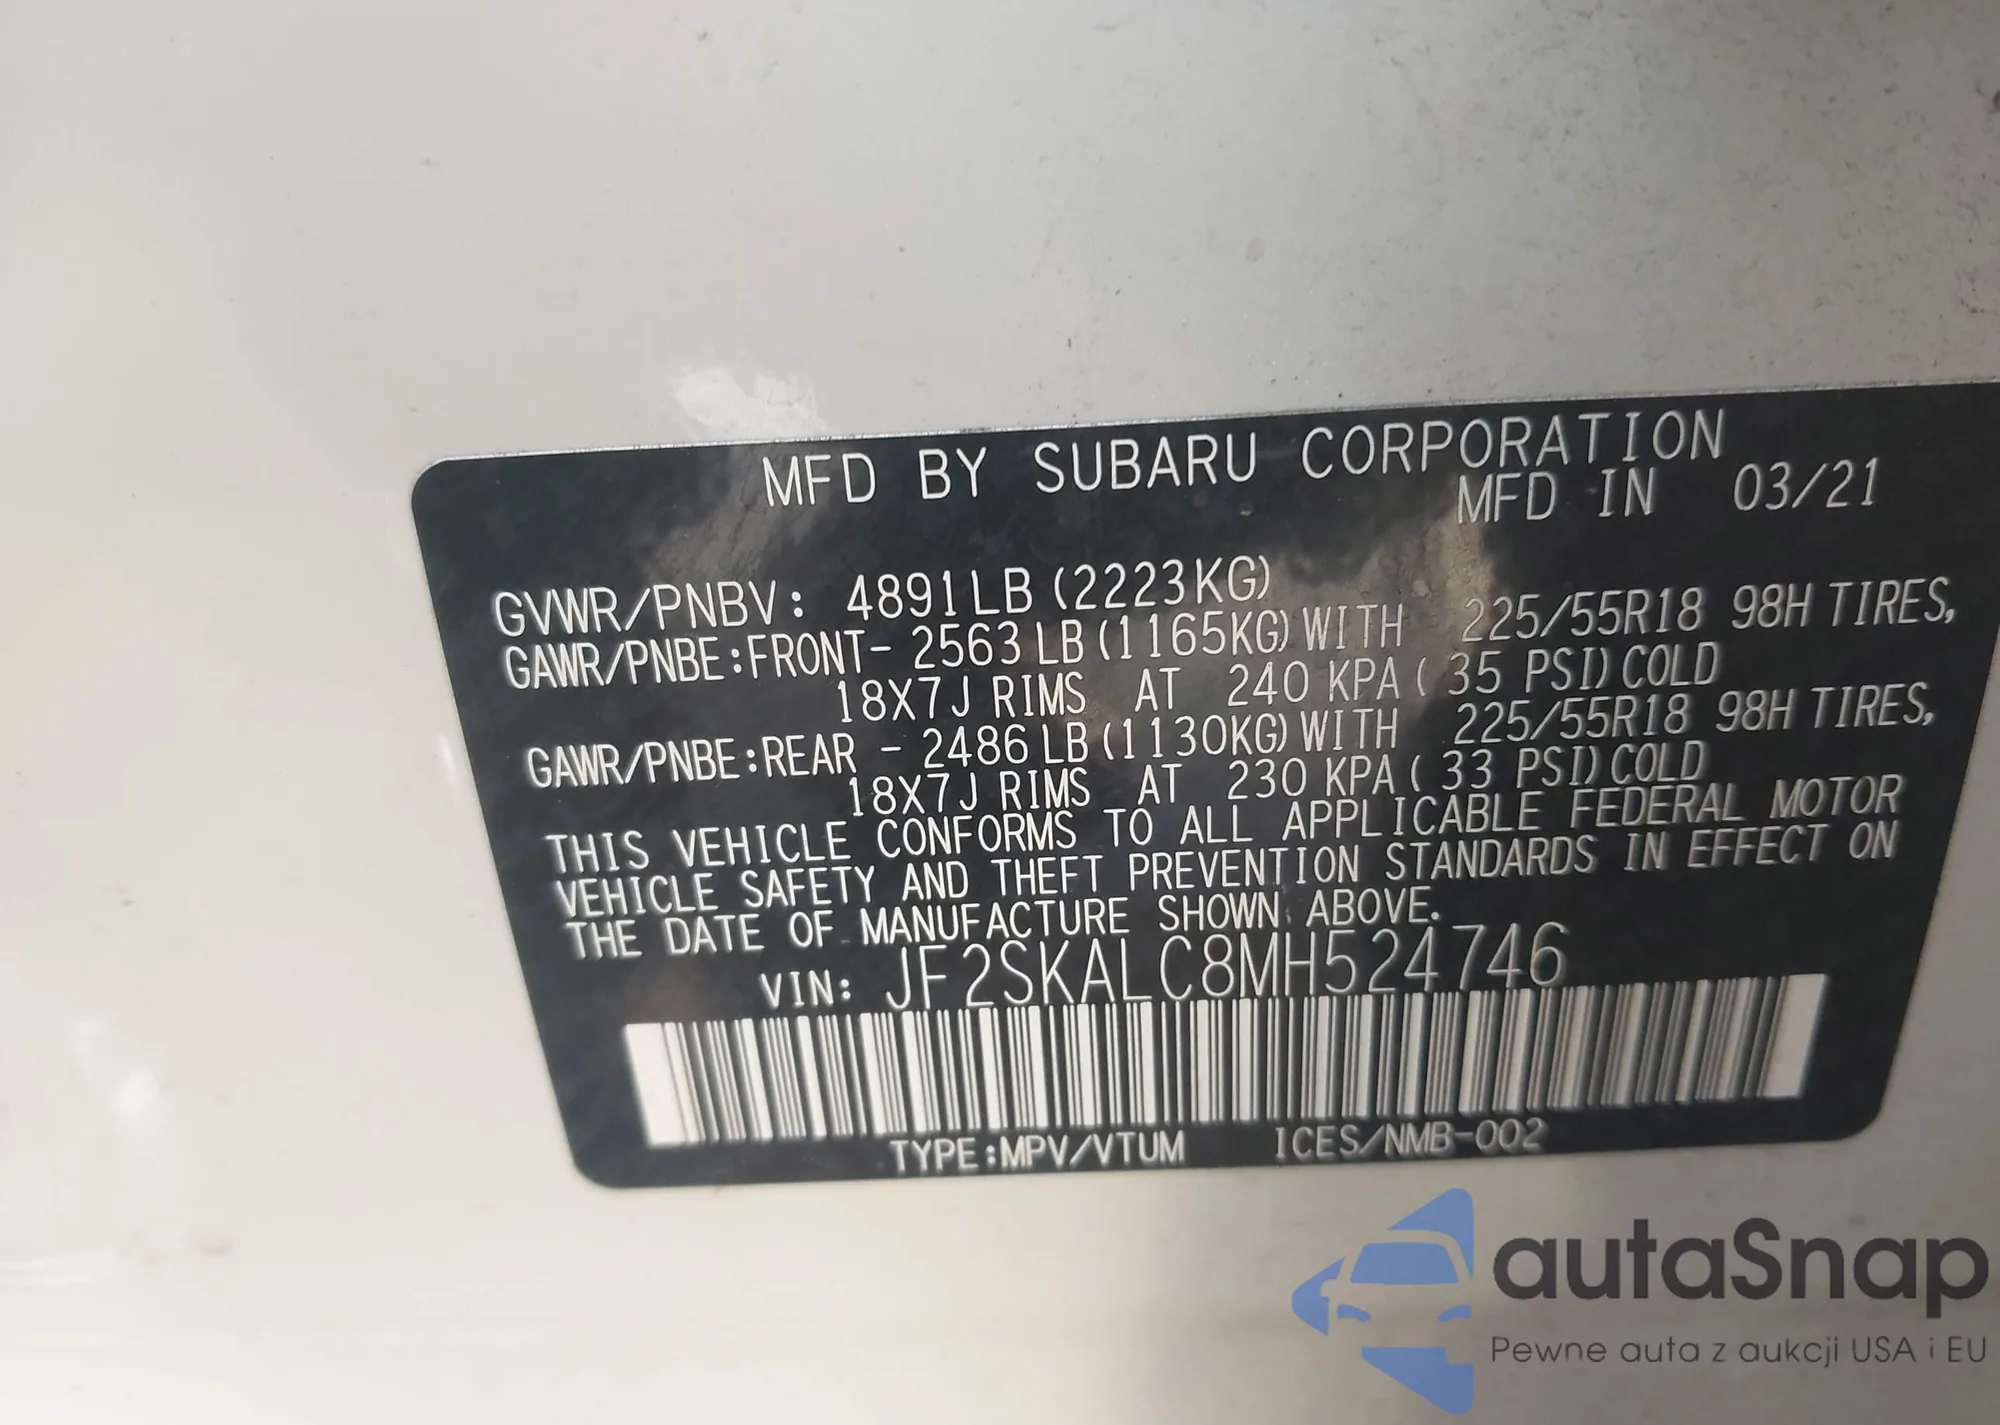 MFD BY SUBARU CORPORATION
MFD IN 03/21
GVWR/PNBV: 4891LB (2223KG)
GAWR/PNBE:FRONT- 2563 LB (1165KG) WITH 225/55R18 98H TIRES,
18X7J RIMS AT 240 KPA ( 35 PSI) COLD
GAWR/PNBE:REAR - 2486 LB (1130KG) WITH 225/55R18 98H TIRES,
18X7J RIMS AT 230 KPA ( 33 PSI) COLD
THIS VEHICLE CONFORMS TO ALL APPLICABLE FEDERAL MOTOR
VEHICLE SAFETY AND THEFT PREVENTION STANDARDS IN EFFECT ON
THE DATE OF MANUFACTURE SHOWN ABOVE.
VIN: JF2SKALC8MH524746
TYPE:MPV/VTUM ICES/NMB-002
autaSnap
Pewne auta z aukcji USA i EU